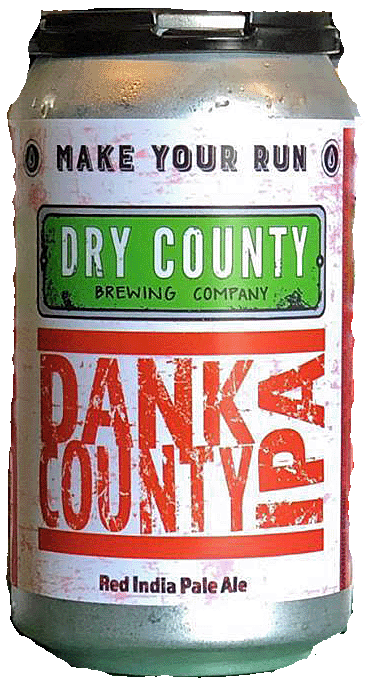 MAKE YOUR RUN
DRY COUNTY
BREWING COMPANY
DANK
COUNTY
IPA
Red India Pale Ale